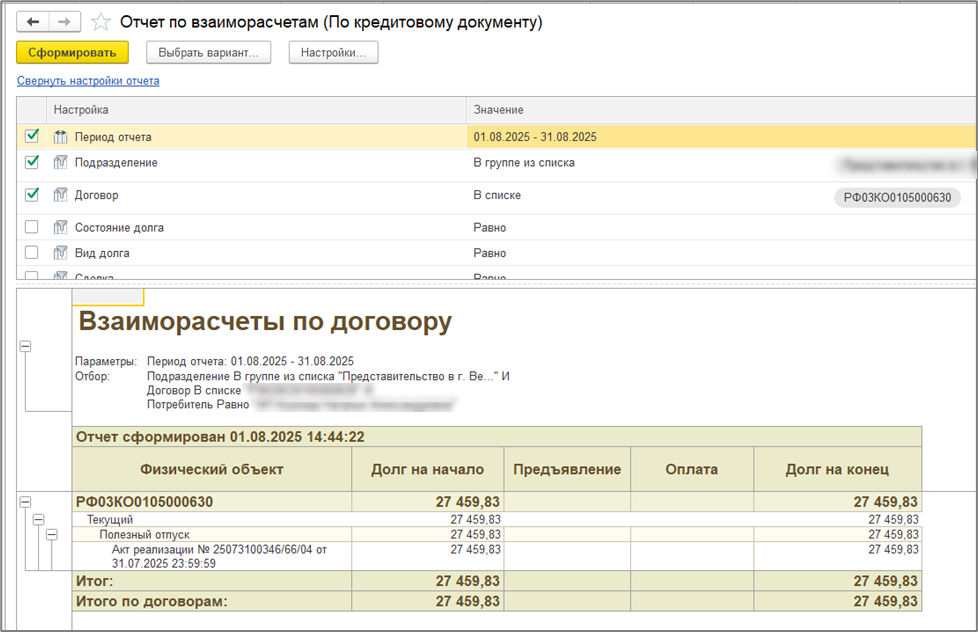 Отчет по взаиморасчетам (По кредитовому документу)
Сформировать Выбрать вариант... Настройки...
Свернуть настройки отчета
Настройка Значение
Период отчета 01.08.2025 - 31.08.2025
Подразделение В группе из списка
Договор В списке РФ03КО0105000630
Состояние долга Равно
Вид долга Равно
Сделка Равно
Взаиморасчеты по договору
Параметры: Период отчета: 01.08.2025 - 31.08.2025
Отбор: Подразделение В группе из списка "Представительство в г. Ве..." И
Договор В списке
Потребитель Равно
Отчет сформирован 01.08.2025 14:44:22
Физический объект Долг на начало Предъявление Оплата Долг на конец
РФ03КО0105000630 27 459,83 27 459,83
Текущий 27 459,83 27 459,83
Полезный отпуск 27 459,83 27 459,83
Акт реализации № 25073100346/66/04 от 27 459,83 27 459,83
31.07.2025 23:59:59
Итог: 27 459,83 27 459,83
Итого по договорам: 27 459,83 27 459,83